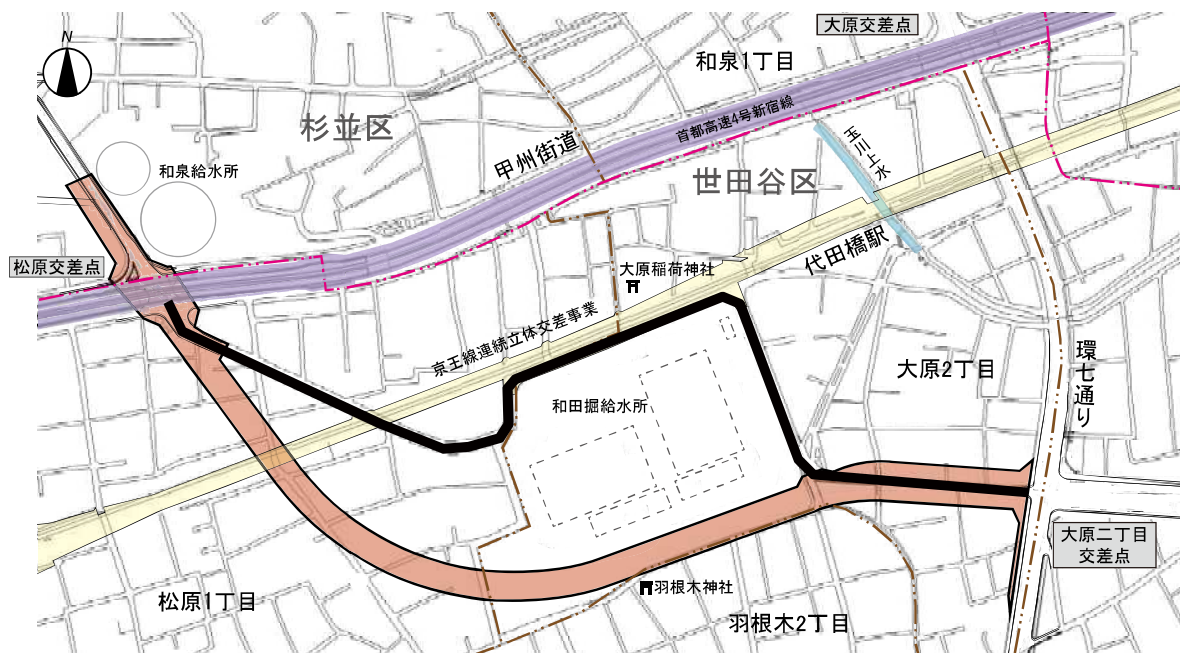 大原交差点
N
和泉1丁目
首都高速4号新宿線
杉並区
和泉給水所
甲州街道
玉川上水
世田谷区
松原交差点
代田橋駅
大原稲荷神社
京王線連続立体交差事業
大原2丁目
環七通り
和田掘給水所
大原二丁目
交差点
松原1丁目
羽根木神社
羽根木2丁目